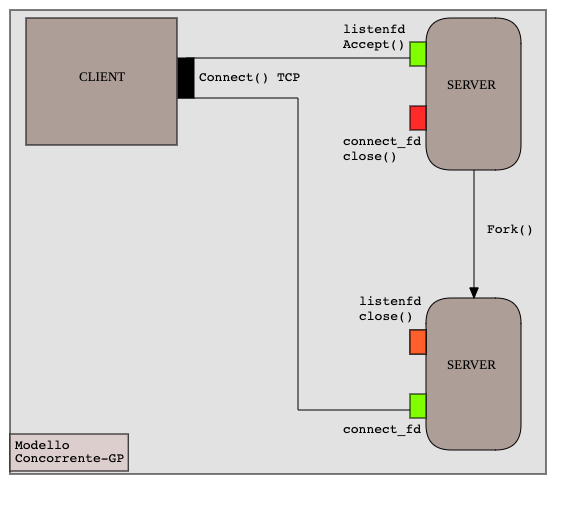 listenfd
Accept()
CLIENT
Connect() TCP
SERVER
connect_fd
close()
Fork()
listenfd
close()
SERVER
connect_fd
Modello
Concorrente-GP